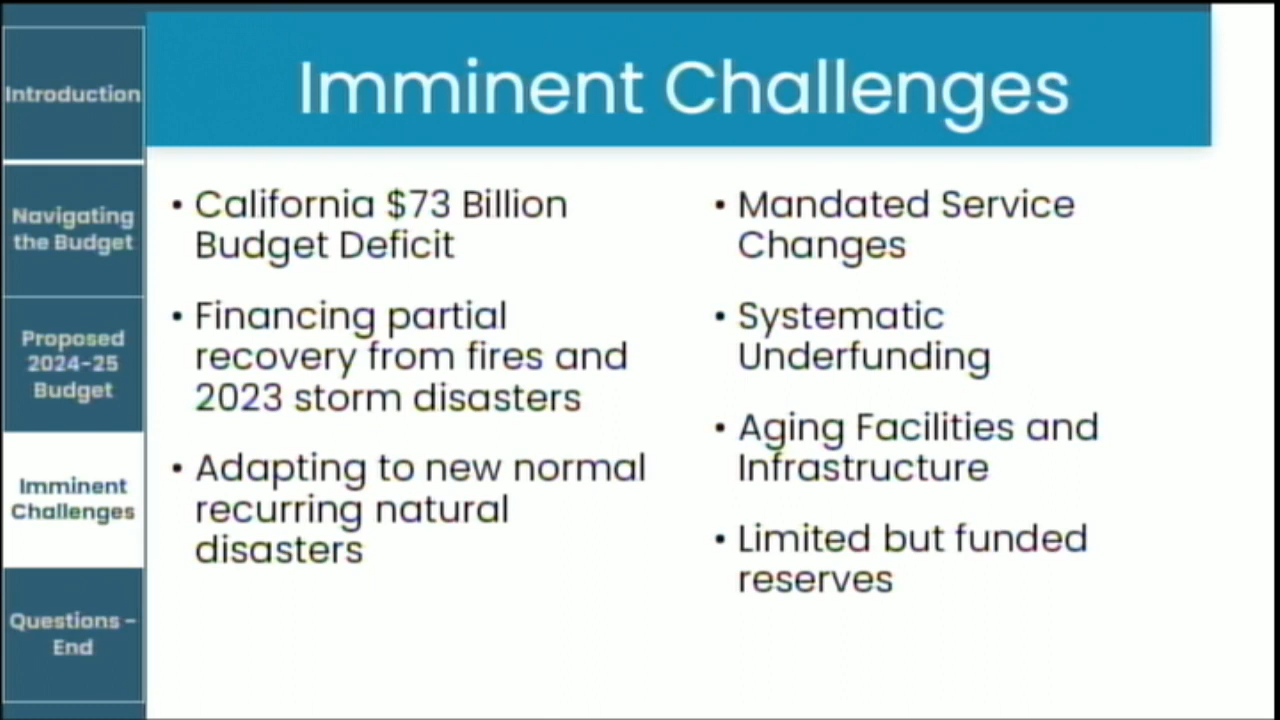 Introduction
Navigating
the Budget
Proposed
2024-25
Budget
Imminent
Challenges
Questions -
End
Imminent Challenges
• California $73 Billion
Budget Deficit
• Financing partial
recovery from fires and
2023 storm disasters
• Adapting to new normal
recurring natural
disasters
• Mandated Service
Changes
• Systematic
Underfunding
• Aging Facilities and
Infrastructure
• Limited but funded
reserves